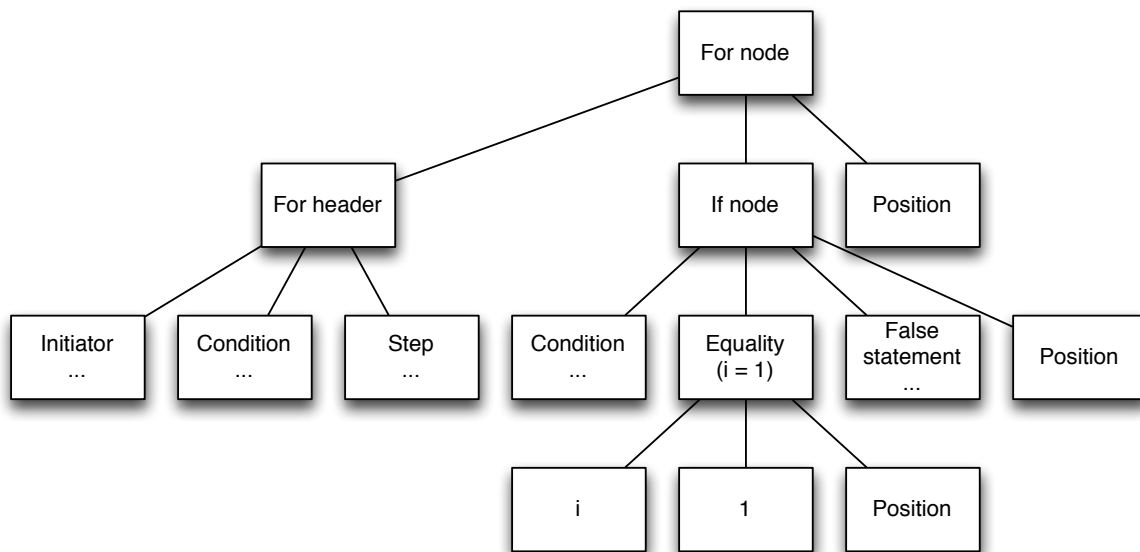 For node
For header
If node
Position
Initiator
...
Condition
...
Step
...
Condition
...
Equality
(i = 1)
False
statement
...
Position
i
1
Position